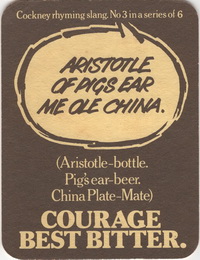 Cockney rhyming slang. No 3 in a series of 6
ARISTOTLE
OF PIGS EAR
ME OLE CHINA.
(Aristotle-bottle.
Pig's ear-beer.
China Plate-Mate)
COURAGE
BEST BITTER.